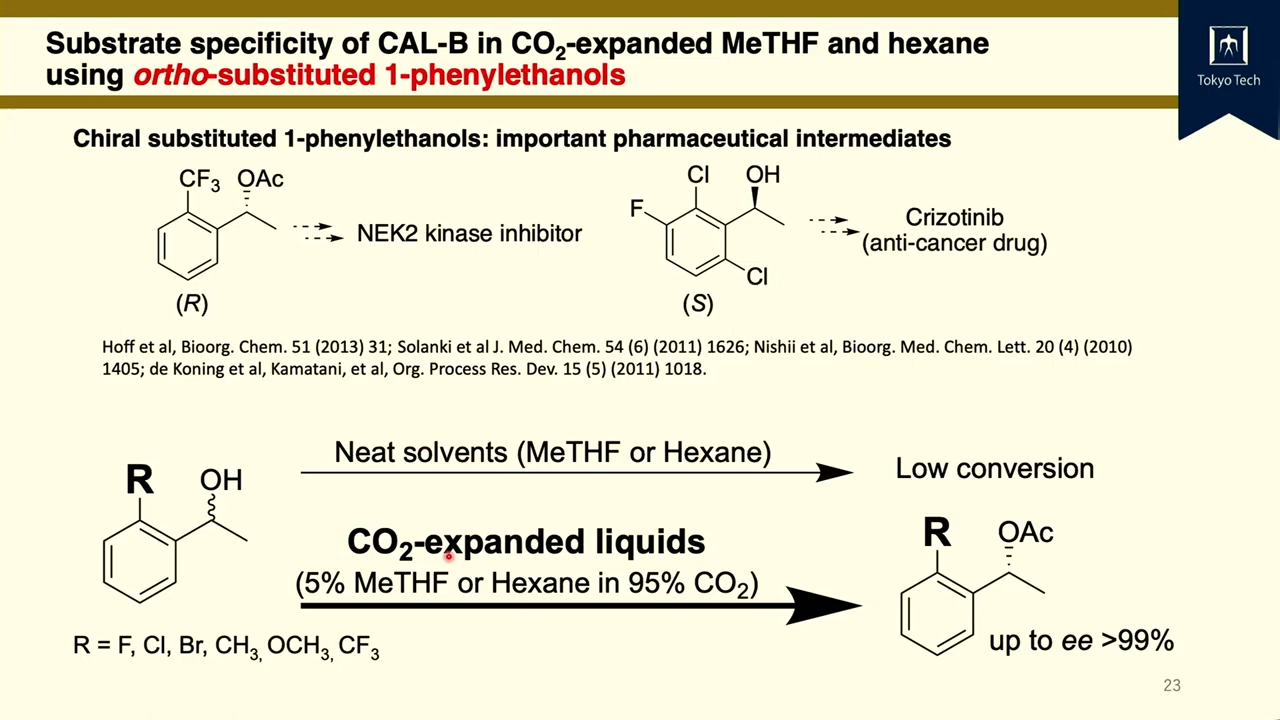 Substrate specificity of CAL-B in CO₂-expanded MeTHF and hexane
using ortho-substituted 1-phenylethanols
Tokyo Tech
Chiral substituted 1-phenylethanols: important pharmaceutical intermediates
CF₃ OAc
NEK2 kinase inhibitor
(R)
Cl OH
F
Cl
(S)
Crizotinib
(anti-cancer drug)
Hoff et al, Bioorg. Chem. 51 (2013) 31; Solanki et al J. Med. Chem. 54 (6) (2011) 1626; Nishii et al, Bioorg. Med. Chem. Lett. 20 (4) (2010)
1405; de Koning et al, Kamatani, et al, Org. Process Res. Dev. 15 (5) (2011) 1018.
R OH
Neat solvents (MeTHF or Hexane)
Low conversion
CO₂-expanded liquids
(5% MeTHF or Hexane in 95% CO₂)
R OAc
up to ee >99%
R = F, Cl, Br, CH₃, OCH₃, CF₃
23